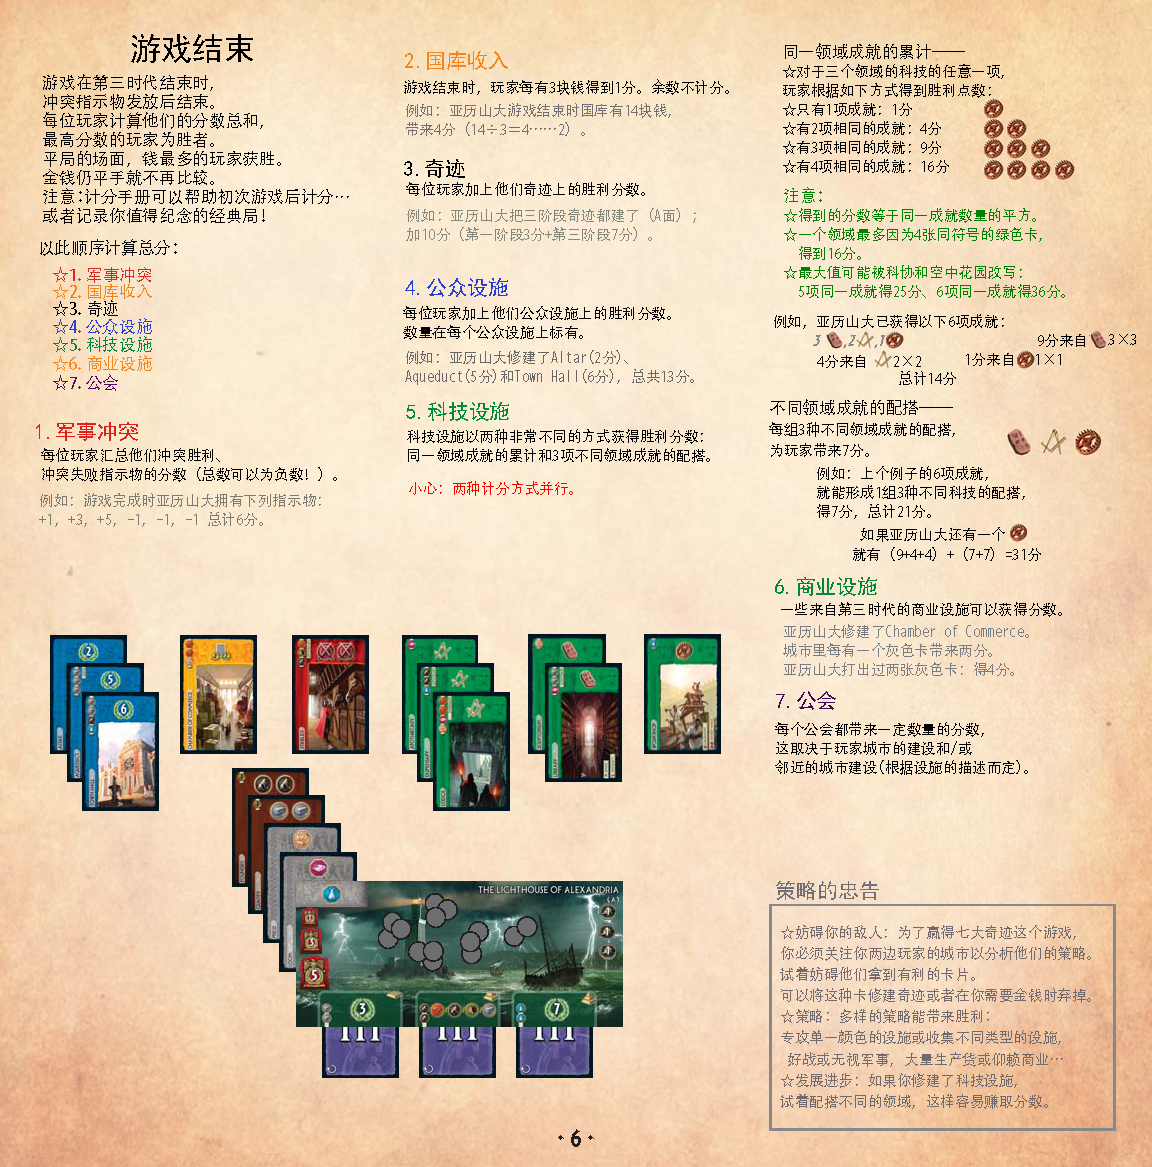 游戏结束
游戏在第三时代结束时,
冲突指示物发放后结束。
每位玩家计算他们的分数总和,
最高分数的玩家为胜者。
平局的场面, 钱最多的玩家获胜。
金钱仍平手就不再比较。
注意:计分手册可以帮助初次游戏后计分…
或者记录你值得纪念的经典局!
以此顺序计算总分:
☆1. 军事冲突
☆2. 国库收入
☆3. 奇迹
☆4. 公众设施
☆5. 科技设施
☆6. 商业设施
☆7. 公会
1. 军事冲突
每位玩家汇总他们冲突胜利、
冲突失败指示物的分数（总数可以为负数! ）。
例如: 游戏完成时亚历山大拥有下列指示物:
+1, +3, +5, -1, -1, -1 总计6分。
2. 国库收入
游戏结束时, 玩家每有3块钱得到1分。余数不计分。
例如: 亚历山大游戏结束时国库有14块钱,
带来4分（14÷3＝4……2）。
3. 奇迹
每位玩家加上他们奇迹上的胜利分数。
例如: 亚历山大把三阶段奇迹都建了（A面）;
加10分（第一阶段3分+第三阶段7分）。
4. 公众设施
每位玩家加上他们公众设施上的胜利分数。
数量在每个公众设施上标有。
例如: 亚历山大修建了Altar(2分)、
Aqueduct(5分)和Town Hall(6分), 总共13分。
5. 科技设施
科技设施以两种非常不同的方式获得胜利分数:
同一领域成就的累计和3项不同领域成就的配搭。
小心: 两种计分方式并行。
同一领域成就的累计——
☆对于三个领域的科技的任意一项,
玩家根据如下方式得到胜利点数:
☆只有1项成就: 1分
☆有2项相同的成就: 4分
☆有3项相同的成就: 9分
☆有4项相同的成就: 16分
注意:
☆得到的分数等于同一成就数量的平方。
☆一个领域最多因为4张同符号的绿色卡,
得到16分。
☆最大值可能被科协和空中花园改写:
5项同一成就得25分、6项同一成就得36分。
例如, 亚历山大已获得以下6项成就:
3 ,2 ,1
9分来自 3×3
4分来自 2×2
1分来自 1×1
总计14分
不同领域成就的配搭——
每组3种不同领域成就的配搭,
为玩家带来7分。
例如: 上个例子的6项成就,
就能形成1组3种不同科技的配搭,
得7分, 总计21分。
如果亚历山大还有一个
就有（9+4+4）+（7+7）=31分
6. 商业设施
一些来自第三时代的商业设施可以获得分数。
亚历山大修建了Chamber of Commerce。
城市里每有一个灰色卡带来两分。
亚历山大打出过两张灰色卡: 得4分。
7. 公会
每个公会都带来一定数量的分数,
这取决于玩家城市的建设和/或
邻近的城市建设(根据设施的描述而定)。
2
5
6
CHAMBER OF COMMERCE
THE LIGHTHOUSE OF ALEXANDRIA
(A)
1
3
5
3
7
III
III
III
策略的忠告
☆妨碍你的敌人: 为了赢得七大奇迹这个游戏,
你必须关注你两边玩家的城市以分析他们的策略。
试着妨碍他们拿到有利的卡片。
可以将这种卡修建奇迹或者在你需要金钱时弃掉。
☆策略: 多样的策略能带来胜利:
专攻单一颜色的设施或收集不同类型的设施,
好战或无视军事, 大量生产货或仰赖商业…
☆发展进步: 如果你修建了科技设施,
试着配搭不同的领域, 这样容易赚取分数。
• 6 •